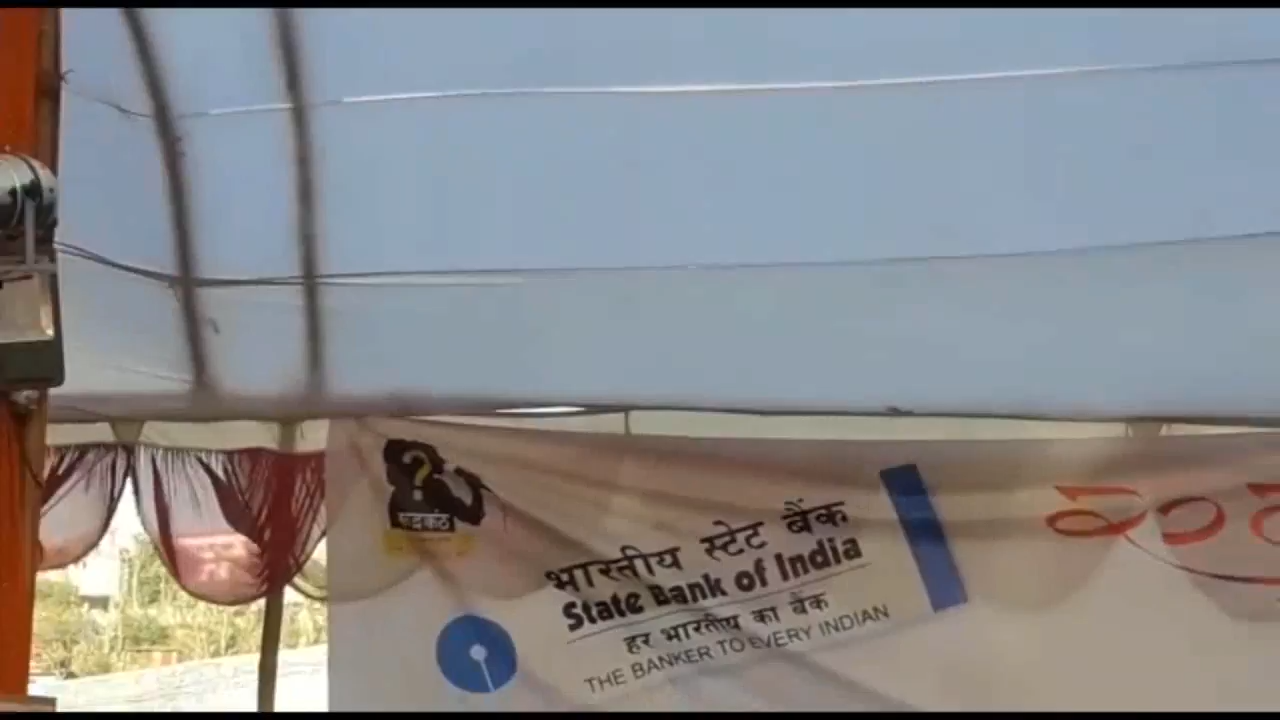 ?
भारतीय स्टेट बैंक
State Bank of India
हर भारतीय का बैंक
THE BANKER TO EVERY INDIAN